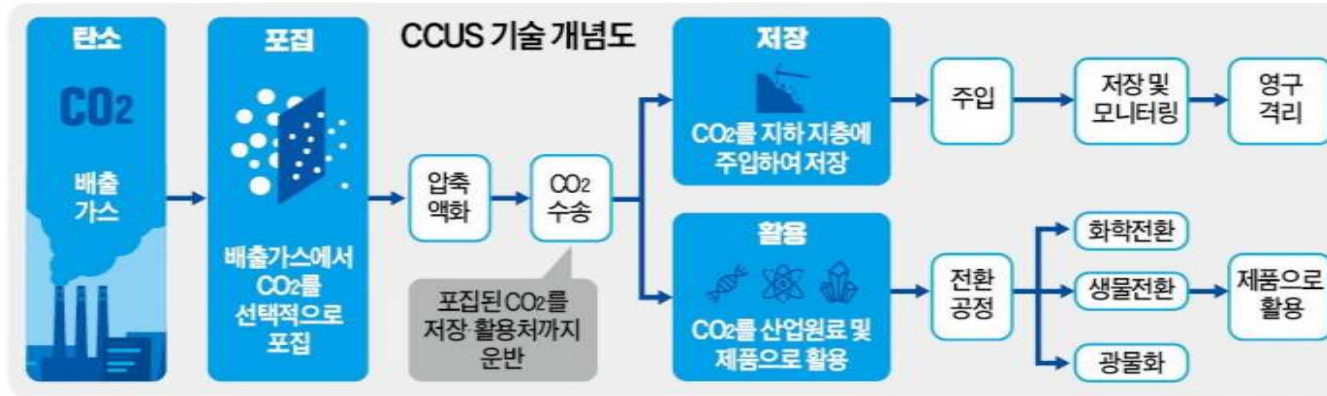 CCUS 기술 개념도
탄소
CO2
배출
가스
포집
배출가스에서
CO2를
선택적으로
포집
압축
액화
CO2
수송
포집된 CO2를
저장·활용처까지
운반
저장
CO2를 지하 지층에
주입하여 저장
주입
저장 및
모니터링
영구
격리
활용
CO2를 산업원료 및
제품으로 활용
전환
공정
화학전환
생물전환
광물화
제품으로
활용